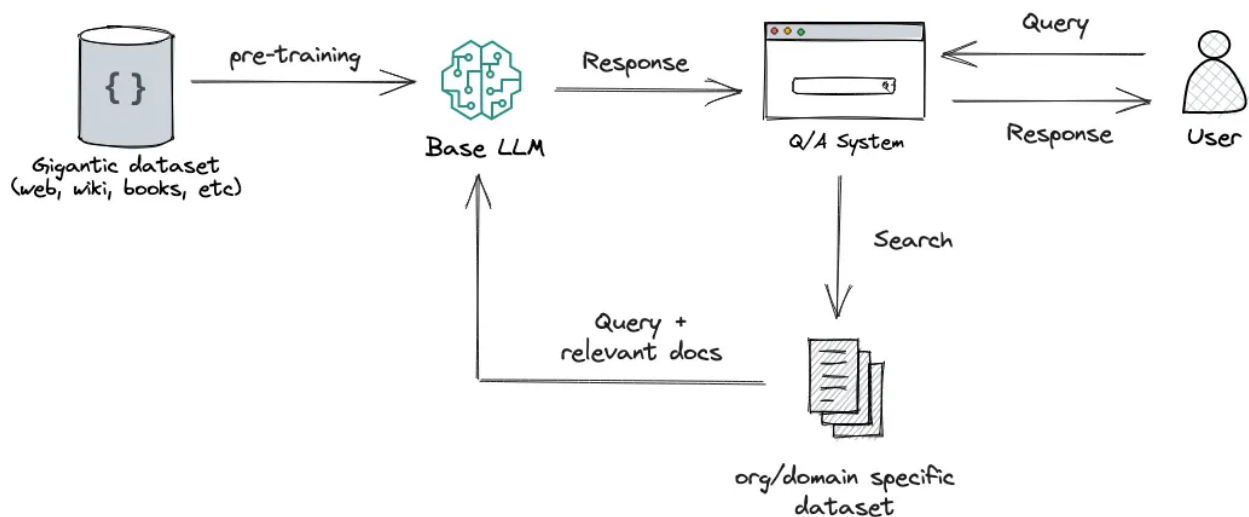 { }
pre-training
Gigantic dataset
(web, wiki, books, etc)
Base LLM
Response
Q/A System
Query
Response
User
Search
Query +
relevant docs
org/domain specific
dataset